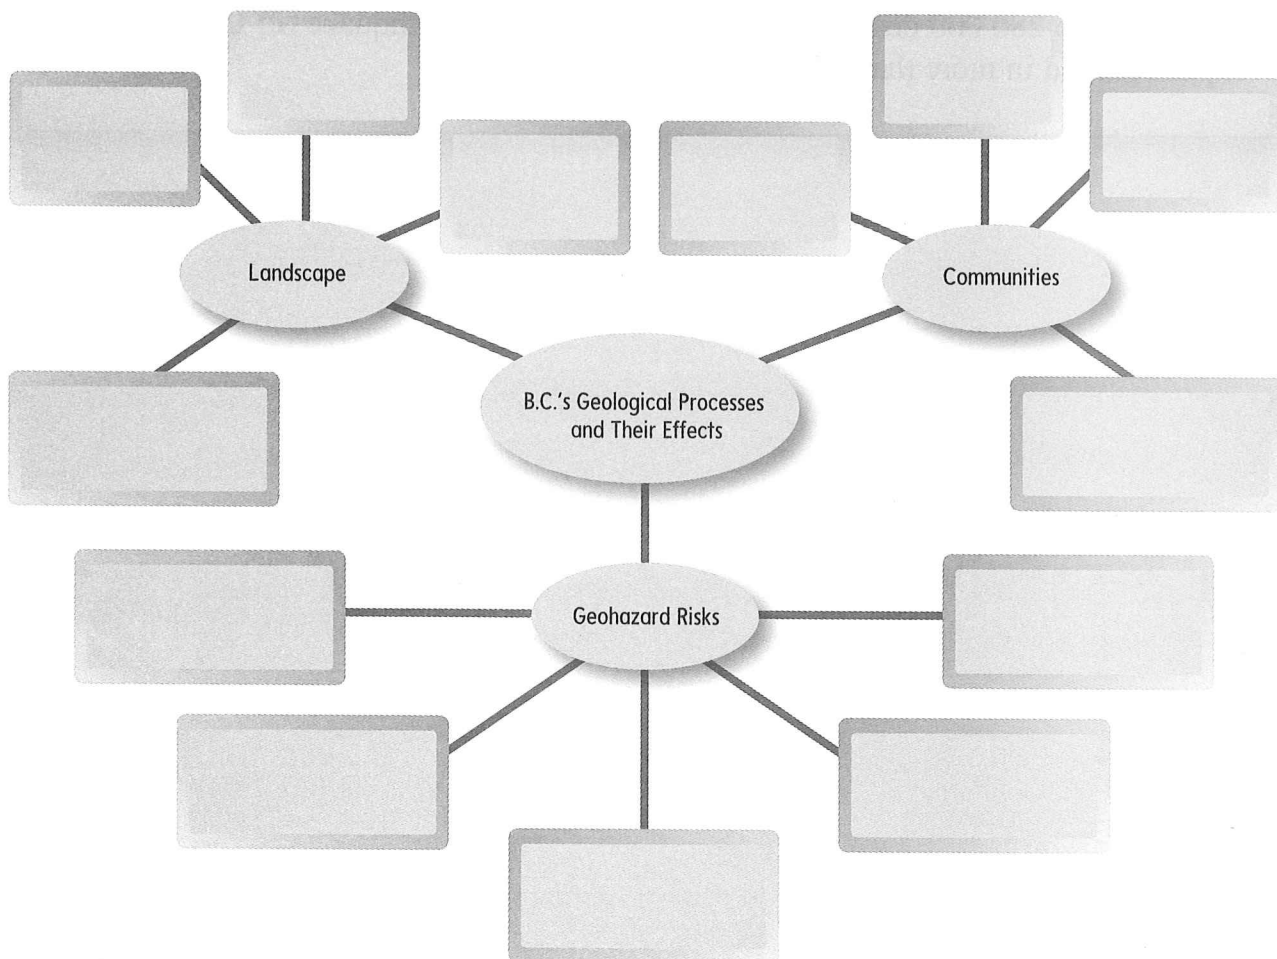 Landscape
Communities
B.C.'s Geological Processes
and Their Effects
Geohazard Risks